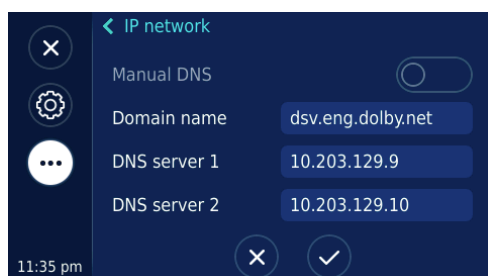 IP network
Manual DNS
Domain name dsv.eng.dolby.net
DNS server 1 10.203.129.9
DNS server 2 10.203.129.10
11:35 pm